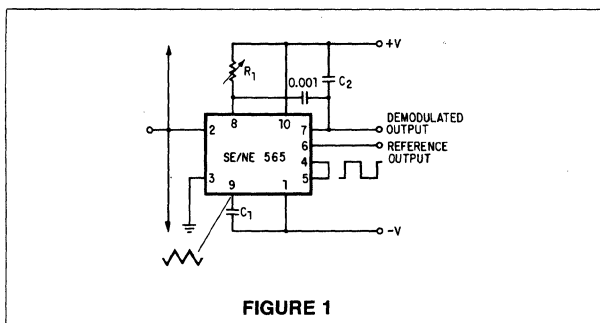 +V
R1
0.001
C2
8
10
2
7
DEMODULATED
OUTPUT
6
REFERENCE
OUTPUT
SE/NE 565
4
3
5
9
1
C1
-V
FIGURE 1